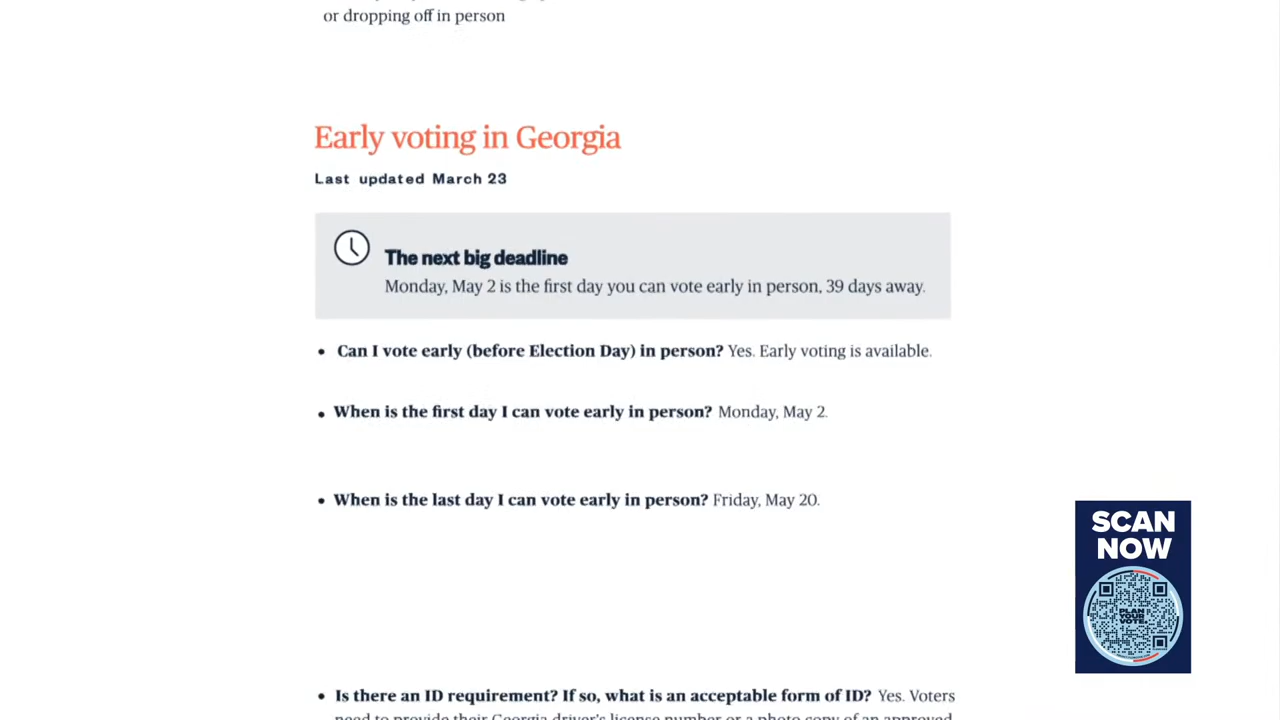 or dropping off in person
Early voting in Georgia
Last updated March 23
The next big deadline
Monday, May 2 is the first day you can vote early in person, 39 days away.
• Can I vote early (before Election Day) in person? Yes. Early voting is available.
• When is the first day I can vote early in person? Monday, May 2.
• When is the last day I can vote early in person? Friday, May 20.
SCAN
NOW
PLAN
YOUR
VOTE.
• Is there an ID requirement? If so, what is an acceptable form of ID? Yes. Voters
need to provide their Georgia driver's license number or a photo copy of an approved